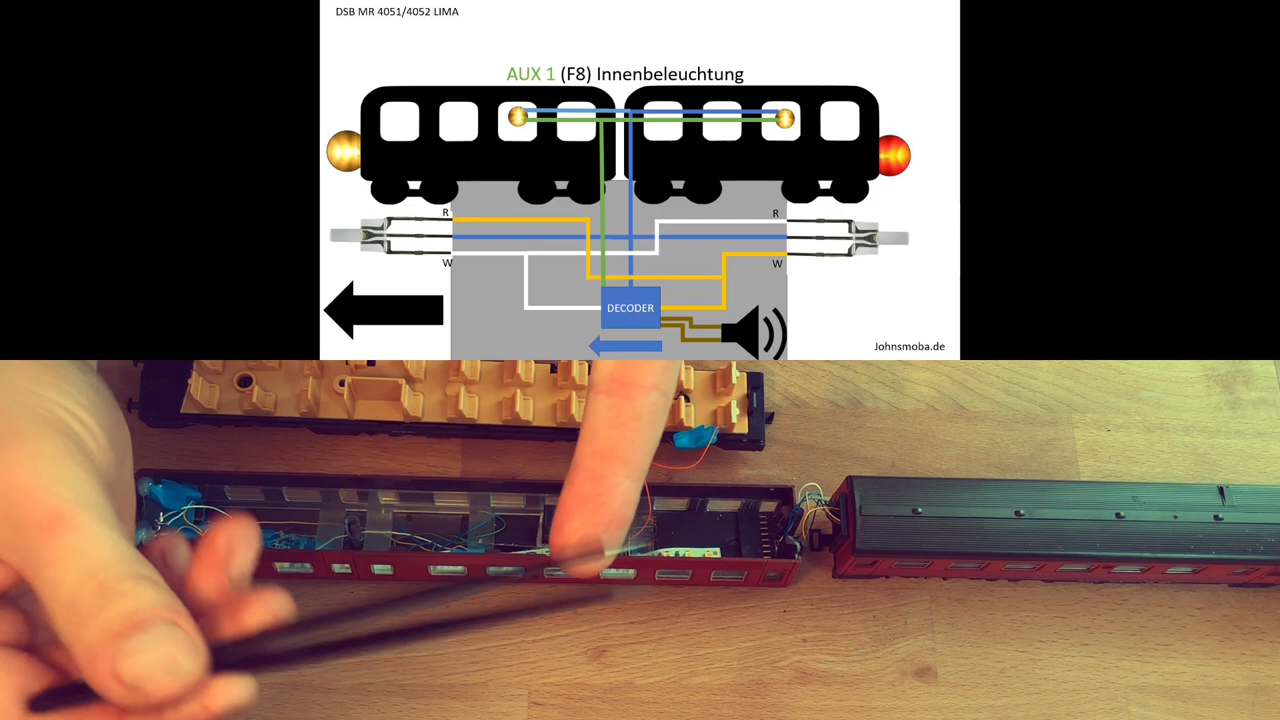 DSB MR 4051/4052 LIMA
AUX 1 (F8) Innenbeleuchtung
R
R
W
W
DECODER
Johnsmoba.de